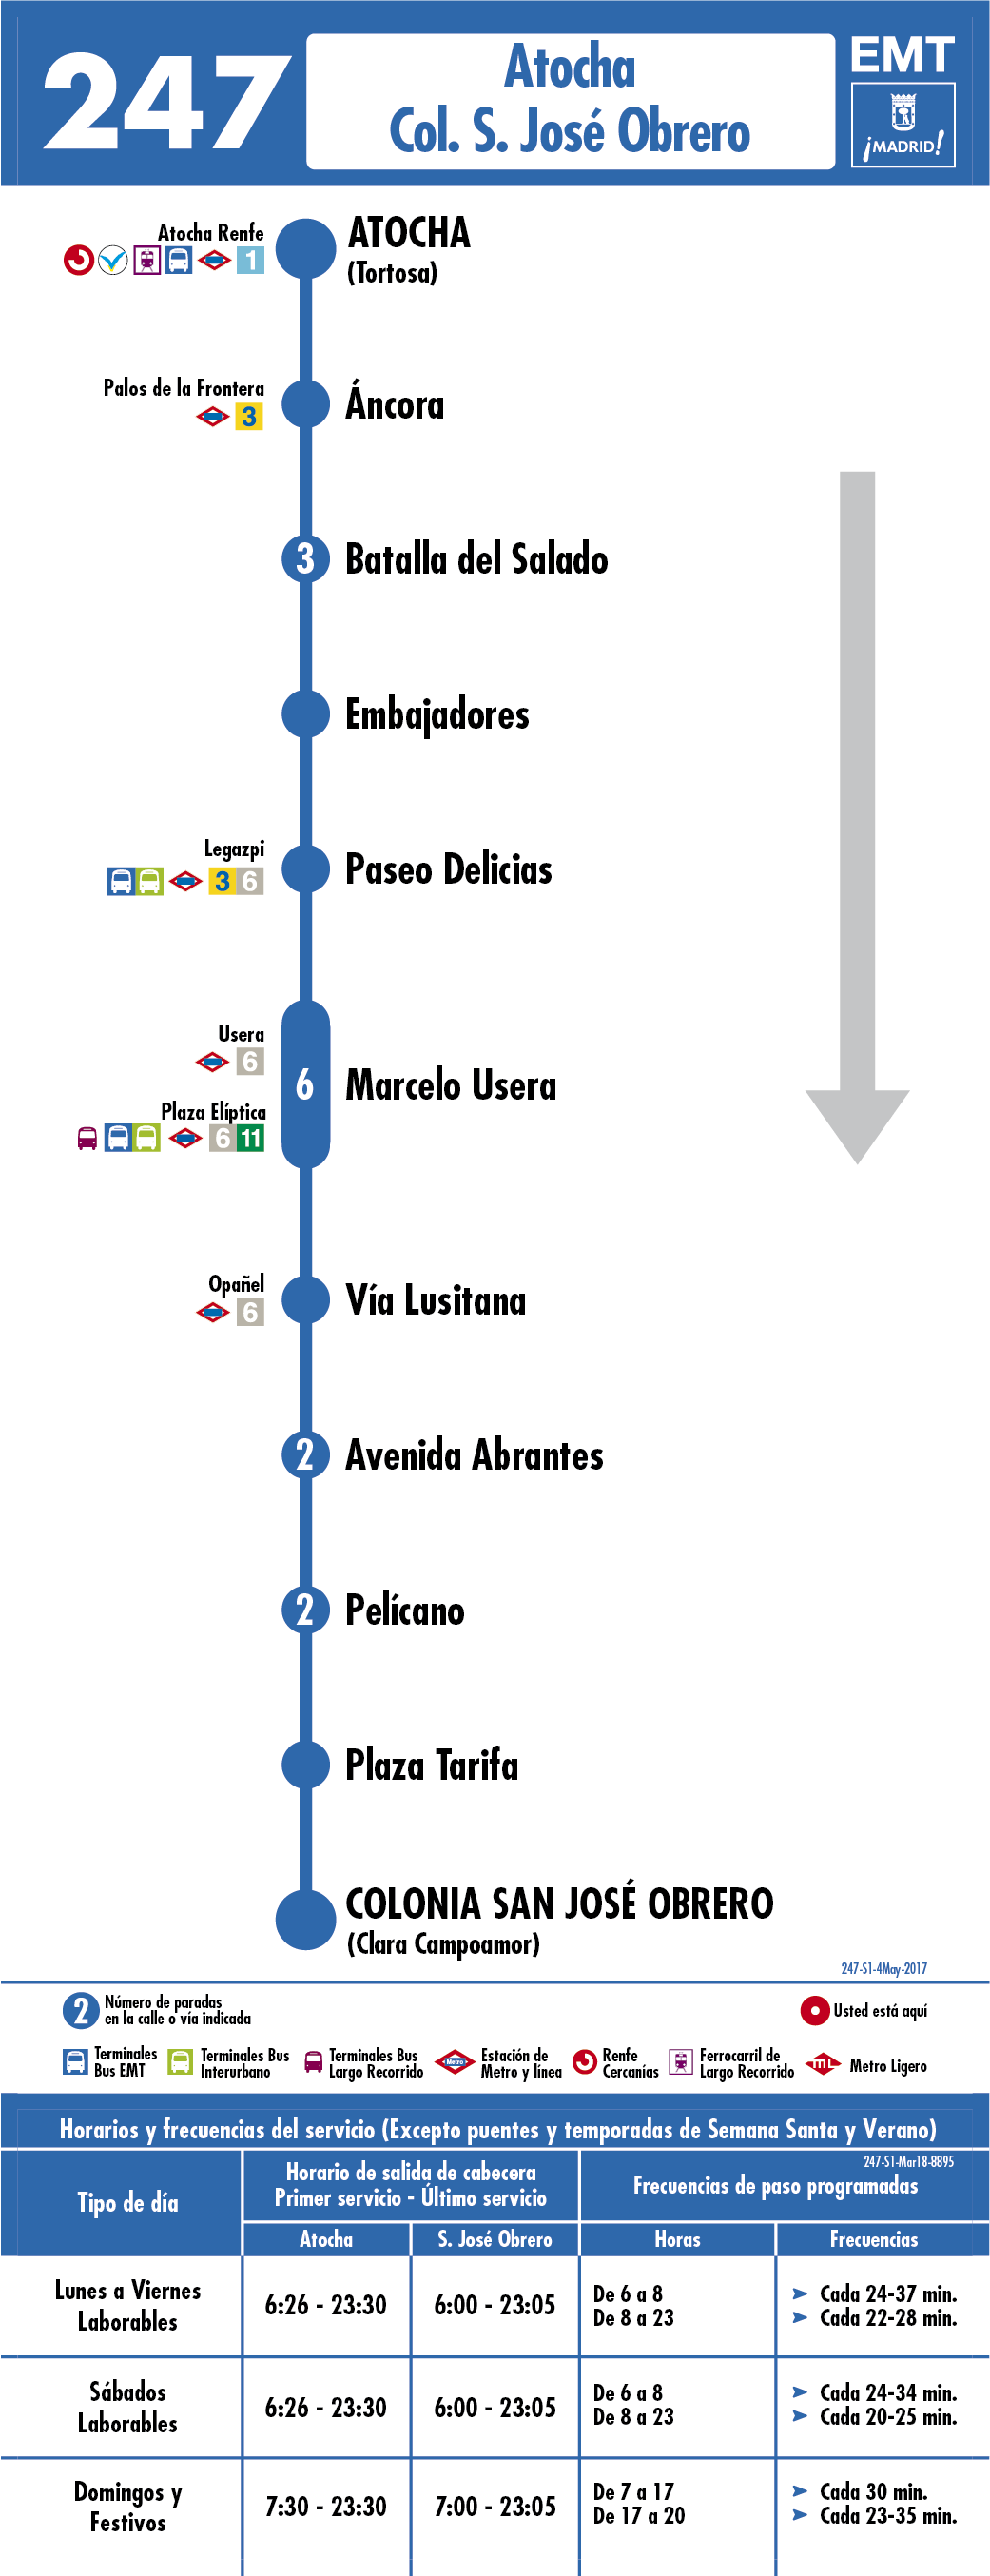 247
Atocha
Col. S. José Obrero
EMT
¡MADRID!
Atocha Renfe
1
ATOCHA
(Tortosa)
Palos de la Frontera
3
Áncora
3
Batalla del Salado
Embajadores
Legazpi
3 6
Paseo Delicias
Usera
6
6
Marcelo Usera
Plaza Elíptica
6 11
Opañel
6
Vía Lusitana
2
Avenida Abrantes
2
Pelícano
Plaza Tarifa
COLONIA SAN JOSÉ OBRERO
(Clara Campoamor)
247-S1-4May-2017
2
Número de paradas
en la calle o vía indicada
Usted está aquí
Terminales
Bus EMT
Terminales Bus
Interurbano
Terminales Bus
Largo Recorrido
Metro
Estación de
Metro y línea
Renfe
Cercanías
Ferrocarril de
Largo Recorrido
ML
Metro Ligero
Horarios y frecuencias del servicio (Excepto puentes y temporadas de Semana Santa y Verano)
247-S1-Mar18-8895
Tipo de día
Horario de salida de cabecera
Primer servicio - Último servicio
Frecuencias de paso programadas
Atocha
S. José Obrero
Horas
Frecuencias
Lunes a Viernes
Laborables
6:26 - 23:30
6:00 - 23:05
De 6 a 8
De 8 a 23
Cada 24-37 min.
Cada 22-28 min.
Sábados
Laborables
6:26 - 23:30
6:00 - 23:05
De 6 a 8
De 8 a 23
Cada 24-34 min.
Cada 20-25 min.
Domingos y
Festivos
7:30 - 23:30
7:00 - 23:05
De 7 a 17
De 17 a 20
Cada 30 min.
Cada 23-35 min.